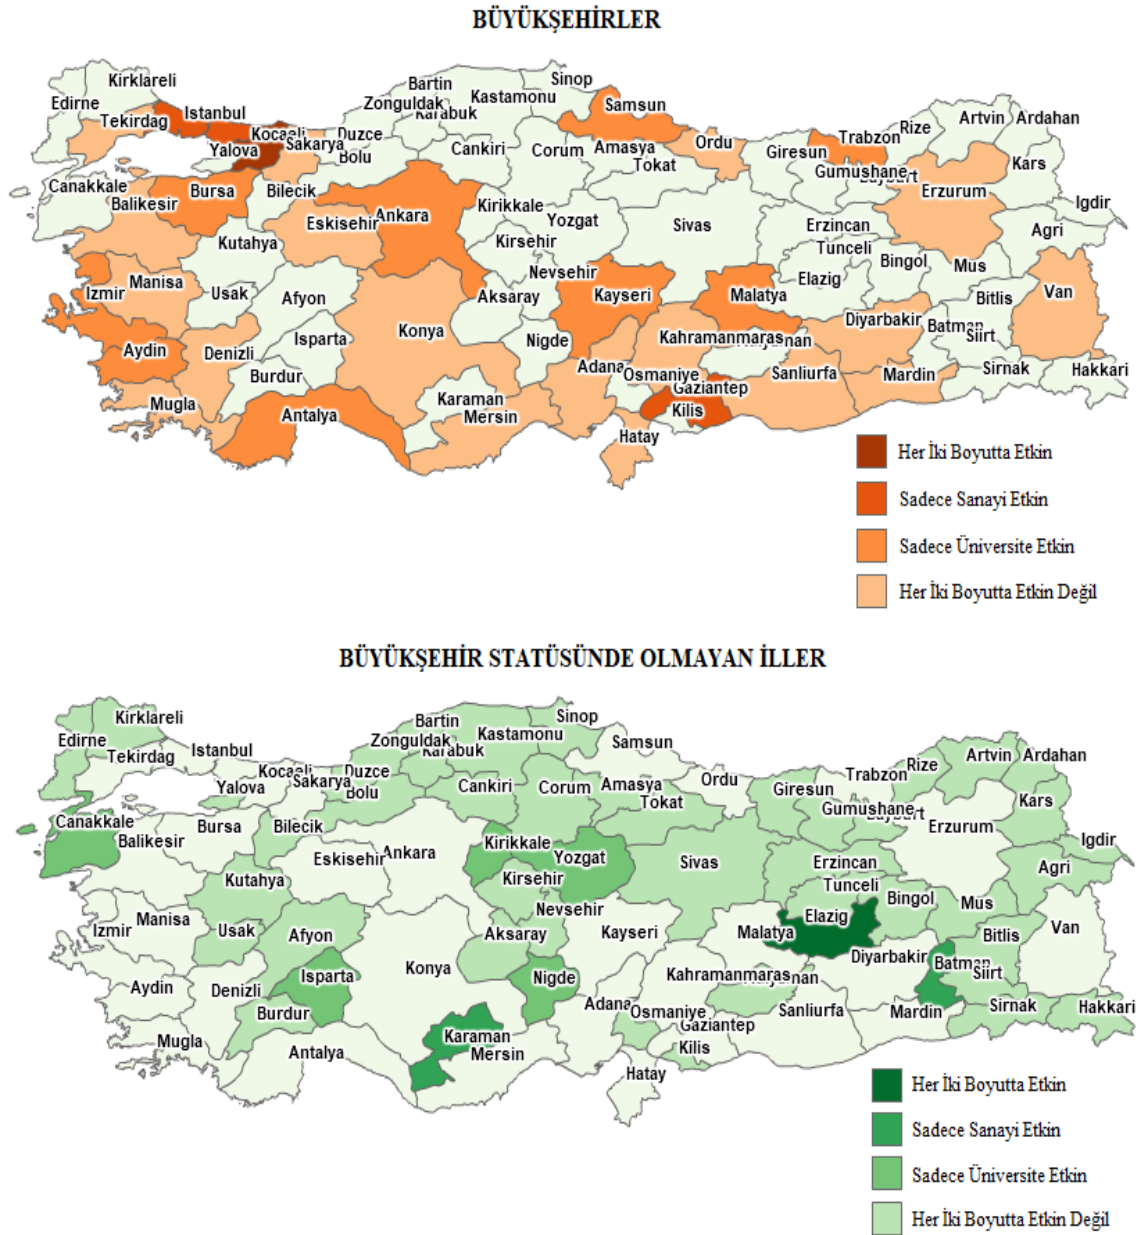 BÜYÜKŞEHİRLER
Kirklareli
Edirne
Tekirdag
Istanbul
Kocaeli
Yalova
Sakarya
Duzce
Bolu
Zonguldak
Bartin
Karabuk
Kastamonu
Sinop
Samsun
Cankiri
Corum
Amasya
Tokat
Ordu
Giresun
Trabzon
Rize
Artvin
Ardahan
Gumushane
Kars
Canakkale
Balikesir
Bursa
Bilecik
Eskisehir
Ankara
Kirikkale
Yozgat
Sivas
Erzincan
Erzurum
Igdir
Agri
Kutahya
Kirsehir
Nevsehir
Tunceli
Bingol
Elazig
Mus
Bitlis
Van
Izmir
Manisa
Usak
Afyon
Aksaray
Kayseri
Malatya
Diyarbakir
Batman
Siirt
Aydin
Denizli
Isparta
Konya
Nigde
Kahramanmaras
Burdur
Adana
Osmaniye
Gaziantep
Sanliurfa
Mardin
Sirnak
Hakkari
Mugla
Antalya
Karaman
Mersin
Kilis
Hatay
Her İki Boyutta Etkin
Sadece Sanayi Etkin
Sadece Üniversite Etkin
Her İki Boyutta Etkin Değil
BÜYÜKŞEHİR STATÜSÜNDE OLMAYAN İLLER
Kirklareli
Edirne
Tekirdag
Istanbul
Kocaeli
Yalova
Sakarya
Duzce
Bolu
Zonguldak
Bartin
Karabuk
Kastamonu
Sinop
Samsun
Cankiri
Corum
Amasya
Tokat
Ordu
Giresun
Trabzon
Rize
Artvin
Ardahan
Gumushane
Kars
Canakkale
Balikesir
Bursa
Bilecik
Eskisehir
Ankara
Kirikkale
Yozgat
Sivas
Erzincan
Erzurum
Igdir
Agri
Kutahya
Kirsehir
Nevsehir
Tunceli
Bingol
Elazig
Mus
Bitlis
Van
Izmir
Manisa
Usak
Afyon
Aksaray
Kayseri
Malatya
Diyarbakir
Batman
Siirt
Aydin
Denizli
Isparta
Konya
Nigde
Kahramanmaras
Burdur
Adana
Osmaniye
Gaziantep
Sanliurfa
Mardin
Sirnak
Hakkari
Mugla
Antalya
Karaman
Mersin
Kilis
Hatay
Her İki Boyutta Etkin
Sadece Sanayi Etkin
Sadece Üniversite Etkin
Her İki Boyutta Etkin Değil